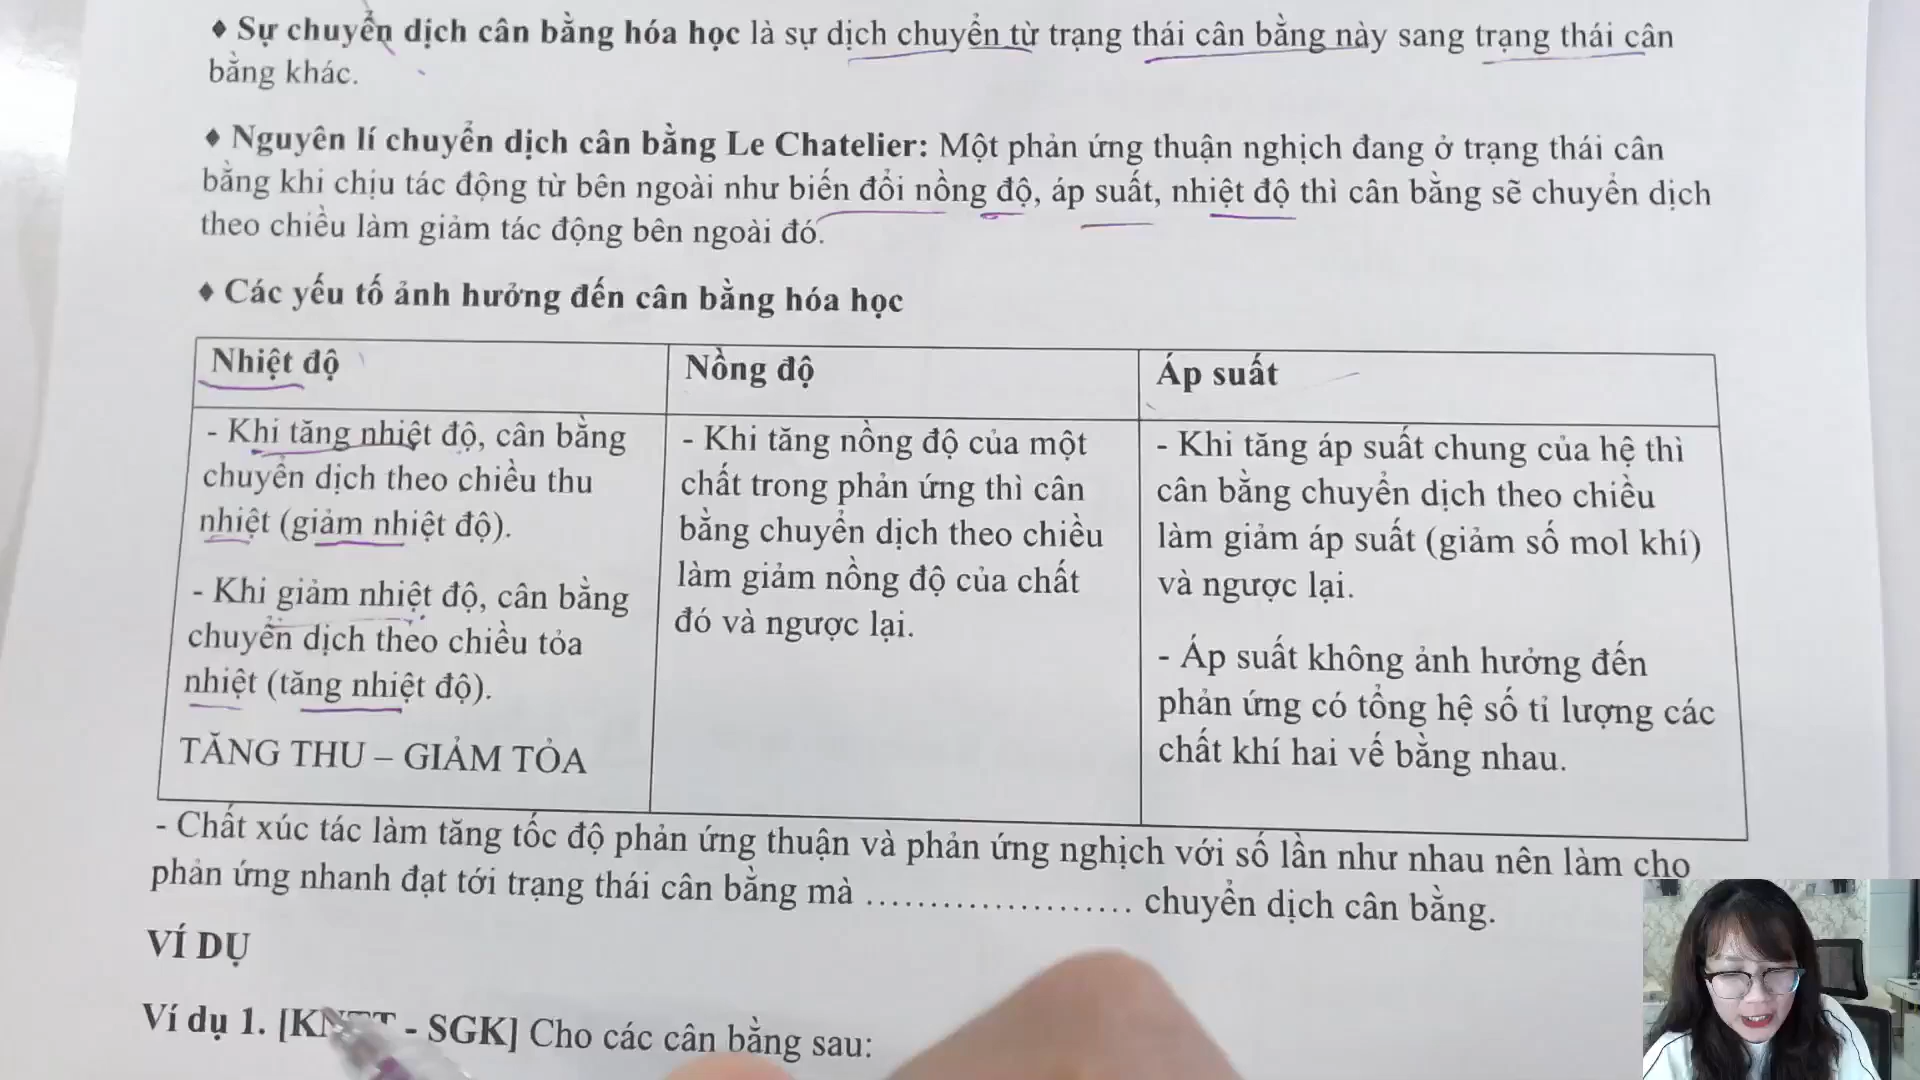 ♦ Sự chuyển dịch cân bằng hóa học là sự dịch chuyển từ trạng thái cân bằng này sang trạng thái cân
bằng khác.
♦ Nguyên lí chuyển dịch cân bằng Le Chatelier: Một phản ứng thuận nghịch đang ở trạng thái cân
bằng khi chịu tác động từ bên ngoài như biến đổi nồng độ, áp suất, nhiệt độ thì cân bằng sẽ chuyển dịch
theo chiều làm giảm tác động bên ngoài đó.
♦ Các yếu tố ảnh hưởng đến cân bằng hóa học
Nhiệt độ
- Khi tăng nhiệt độ, cân bằng
chuyển dịch theo chiều thu
nhiệt (giảm nhiệt độ).
- Khi giảm nhiệt độ, cân bằng
chuyển dịch theo chiều tỏa
nhiệt (tăng nhiệt độ).
TĂNG THU – GIẢM TỎA
Nồng độ
- Khi tăng nồng độ của một
chất trong phản ứng thì cân
bằng chuyển dịch theo chiều
làm giảm nồng độ của chất
đó và ngược lại.
Áp suất
- Khi tăng áp suất chung của hệ thì
cân bằng chuyển dịch theo chiều
làm giảm áp suất (giảm số mol khí)
và ngược lại.
- Áp suất không ảnh hưởng đến
phản ứng có tổng hệ số tỉ lượng các
chất khí hai vế bằng nhau.
- Chất xúc tác làm tăng tốc độ phản ứng thuận và phản ứng nghịch với số lần như nhau nên làm cho
phản ứng nhanh đạt tới trạng thái cân bằng mà ..................... chuyển dịch cân bằng.
VÍ DỤ
Ví dụ 1. [KNTT - SGK] Cho các cân bằng sau: